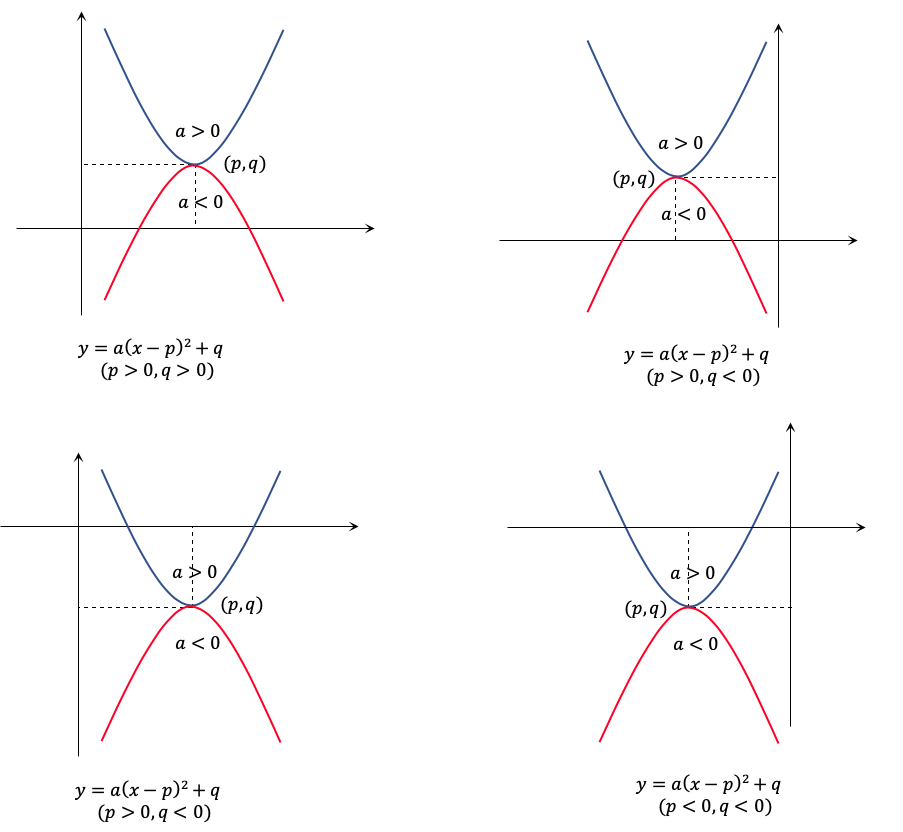 a > 0
(p,q)
a < 0
y = a(x − p)² + q
(p > 0, q > 0)
a > 0
(p,q)
a < 0
y = a(x − p)² + q
(p > 0, q < 0)
a > 0
(p,q)
a < 0
y = a(x − p)² + q
(p > 0, q < 0)
a > 0
(p,q)
a < 0
y = a(x − p)² + q
(p < 0, q < 0)